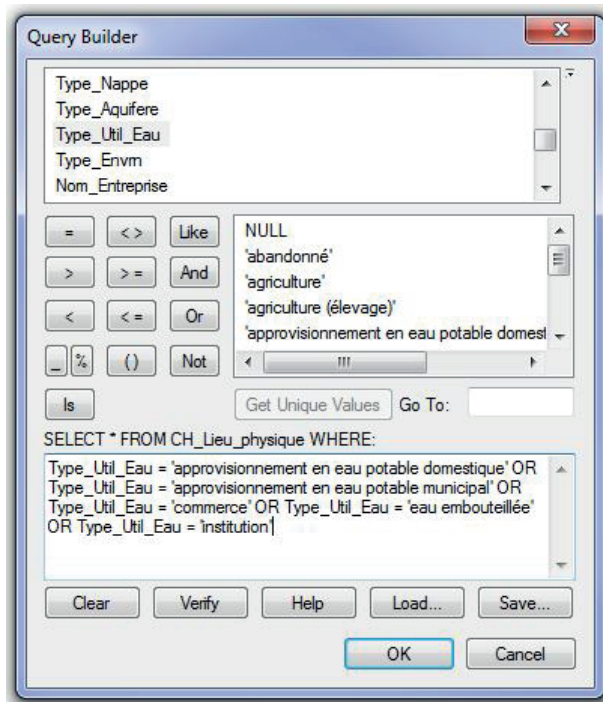 Query Builder
Type_Nappe
Type_Aquifere
Type_Util_Eau
Type_Envrn
Nom_Entreprise
= < > Like
> > = And
< < = Or
_ % ( ) Not
Is
NULL
'abandonné'
'agriculture'
'agriculture (élevage)'
'approvisionnement en eau potable domest
Get Unique Values Go To:
SELECT * FROM CH_Lieu_physique WHERE:
Type_Util_Eau = 'approvisionnement en eau potable domestique' OR
Type_Util_Eau = 'approvisionnement en eau potable municipal' OR
Type_Util_Eau = 'commerce' OR Type_Util_Eau = 'eau embouteillée'
OR Type_Util_Eau = 'institution'
Clear Verify Help Load... Save...
OK Cancel